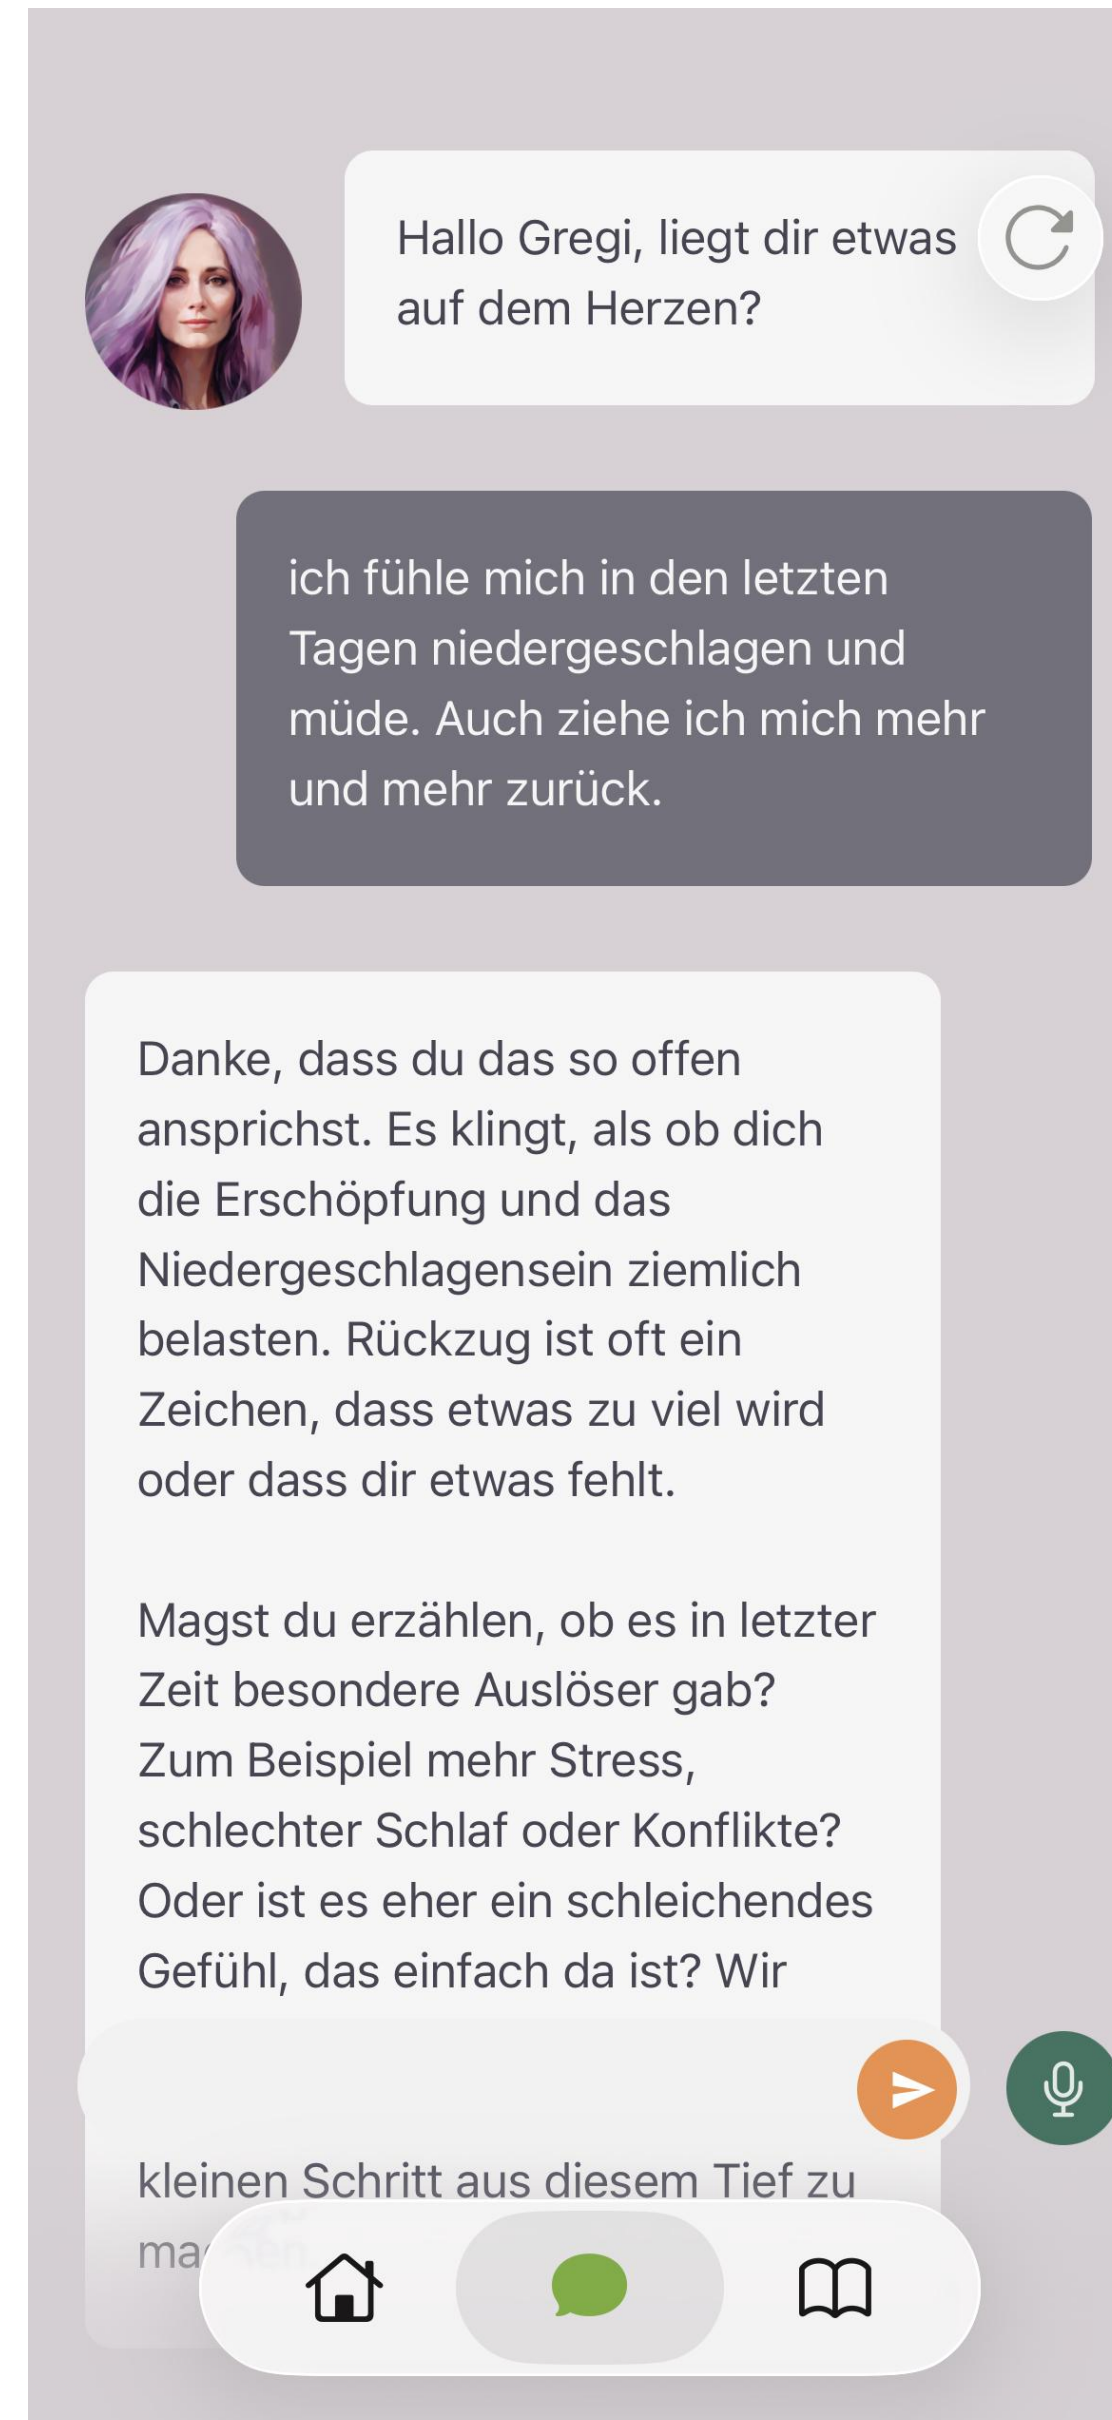 Hallo Gregi, liegt dir etwas
auf dem Herzen?
ich fühle mich in den letzten
Tagen niedergeschlagen und
müde. Auch ziehe ich mich mehr
und mehr zurück.
Danke, dass du das so offen
ansprichst. Es klingt, als ob dich
die Erschöpfung und das
Niedergeschlagensein ziemlich
belasten. Rückzug ist oft ein
Zeichen, dass etwas zu viel wird
oder dass dir etwas fehlt.
Magst du erzählen, ob es in letzter
Zeit besondere Auslöser gab?
Zum Beispiel mehr Stress,
schlechter Schlaf oder Konflikte?
Oder ist es eher ein schleichendes
Gefühl, das einfach da ist? Wir
kleinen Schritt aus diesem Tief zu